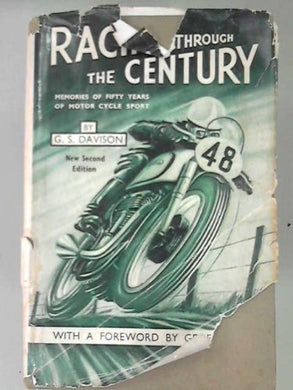 RACI THROUGH
THE CENTURY
MEMORIES OF FIFTY YEARS
OF MOTOR CYCLE SPORT
BY
G. S. DAVISON
New Second
Edition
48
WITH A FOREWORD BY